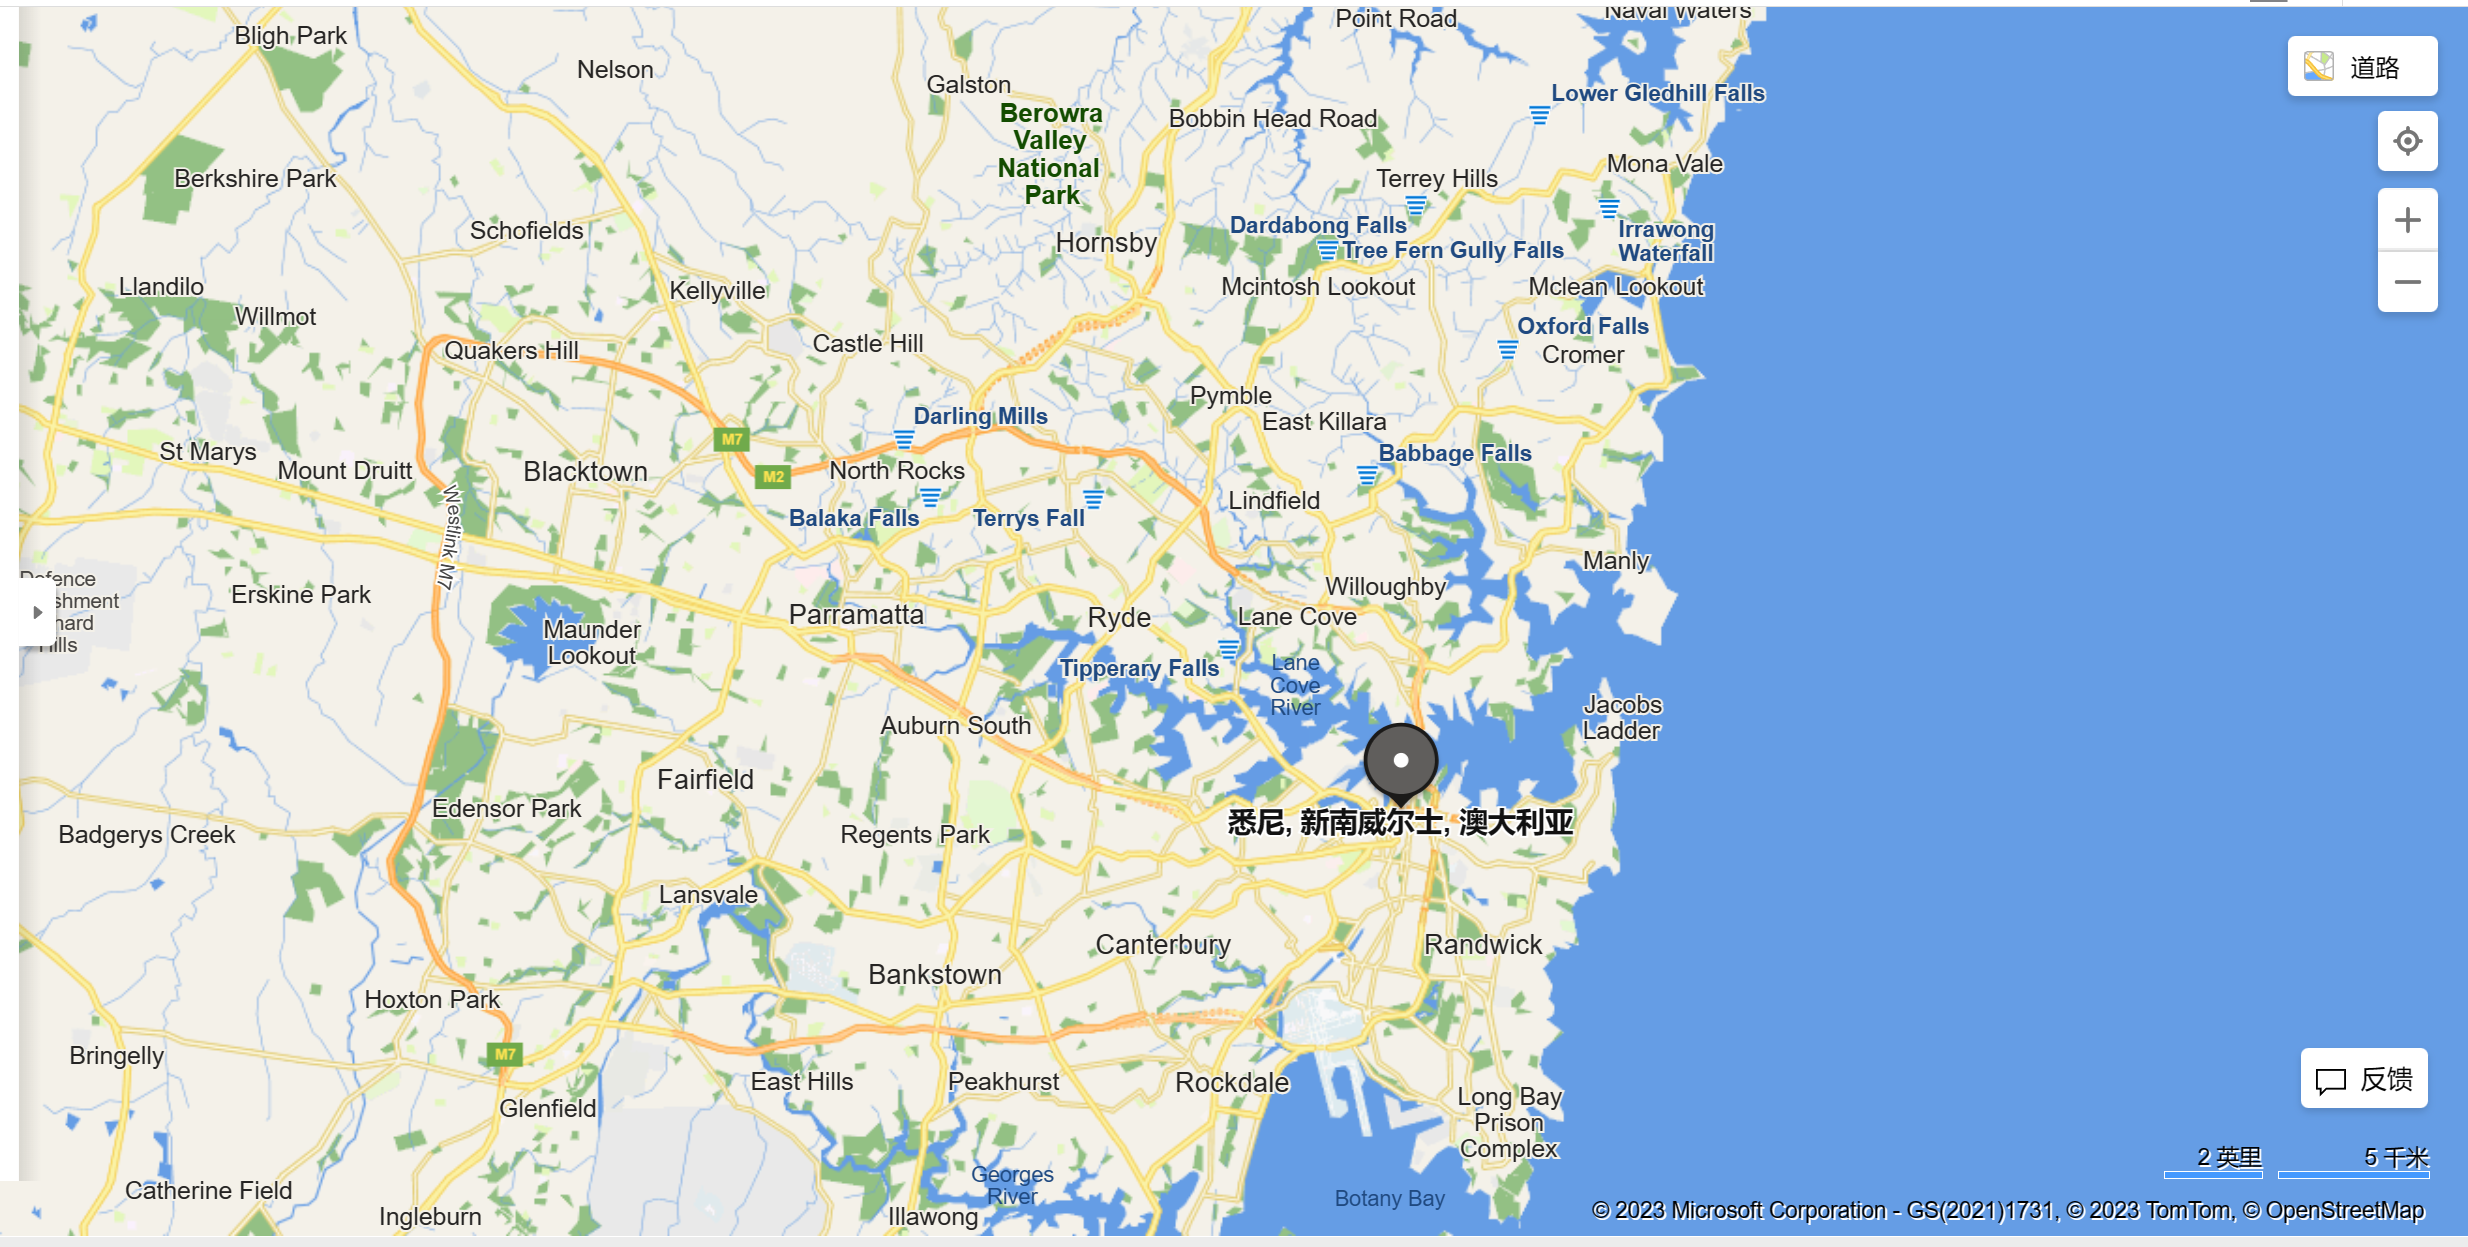 Point Road
Naval Waters
Bligh Park
Nelson
Galston
道路
Lower Gledhill Falls
Berowra
Valley
National
Park
Bobbin Head Road
Mona Vale
Berkshire Park
Terrey Hills
Schofields
Dardabong Falls
Irrawong
Waterfall
Hornsby
Tree Fern Gully Falls
Llandilo
Kellyville
Mcintosh Lookout
Mclean Lookout
Willmot
Oxford Falls
Quakers Hill
Castle Hill
Cromer
Pymble
Darling Mills
East Killara
M7
St Marys
Mount Druitt
Blacktown
M2
North Rocks
Babbage Falls
Lindfield
Westlink M7
Balaka Falls
Terrys Fall
Manly
Defence
Erskine Park
Willoughby
Parramatta
Ryde
Lane Cove
Maunder
Lookout
Tipperary Falls
Lane
Cove
River
Jacobs
Ladder
Auburn South
Fairfield
Edensor Park
Badgerys Creek
Regents Park
悉尼, 新南威尔士, 澳大利亚
Lansvale
Canterbury
Randwick
Bankstown
Hoxton Park
Bringelly
M7
East Hills
Peakhurst
Rockdale
反馈
Glenfield
Long Bay
Prison
Complex
2 英里
5 千米
Catherine Field
Georges
River
Botany Bay
Ingleburn
Illawong
© 2023 Microsoft Corporation - GS(2021)1731, © 2023 TomTom, © OpenStreetMap